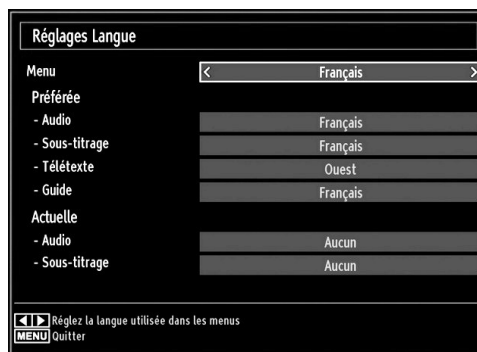 Réglages Langue
Menu < Français >
Préférée
- Audio Français
- Sous-titrage Français
- Télétexte Ouest
- Guide Français
Actuelle
- Audio Aucun
- Sous-titrage Aucun
Réglez la langue utilisée dans les menus
MENU Quitter